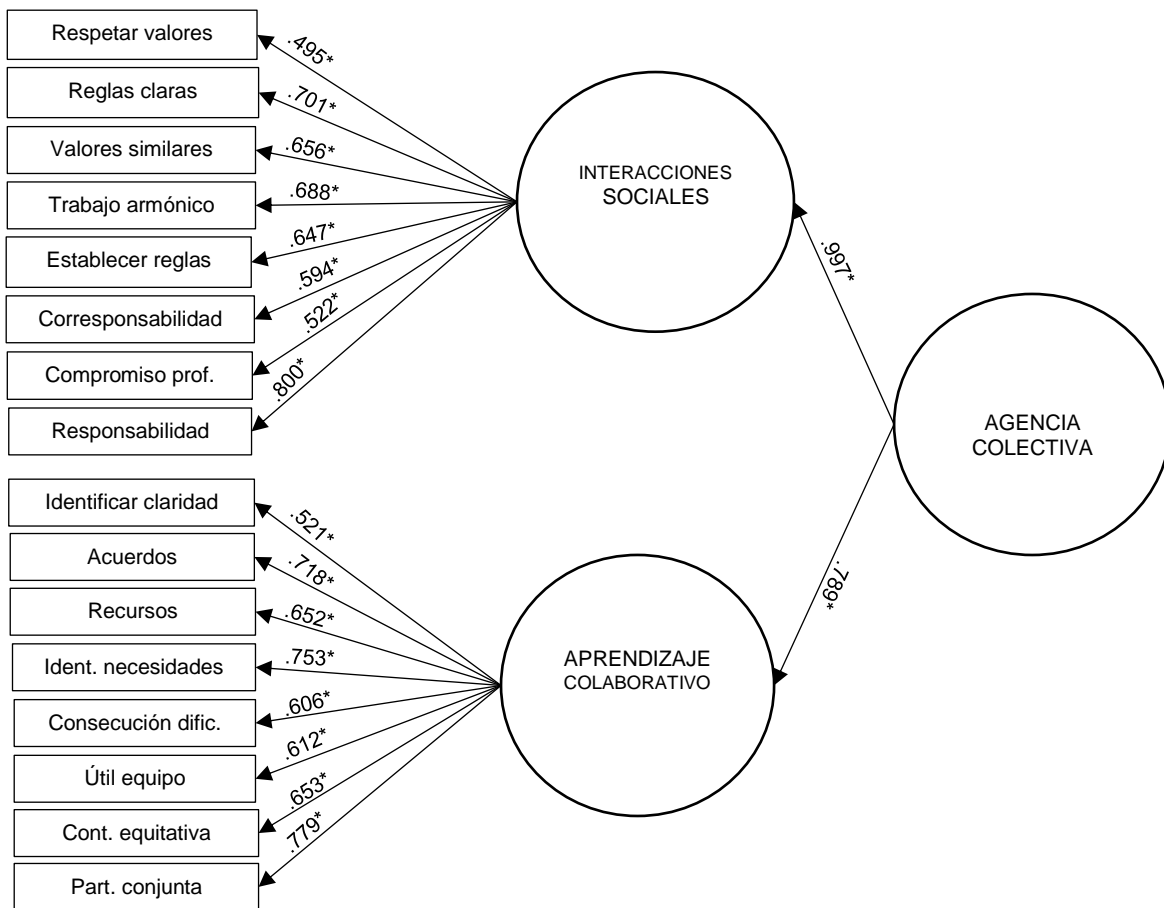 Respetar valores
.495*
Reglas claras
.701*
Valores similares
.656*
Trabajo armónico
.688*
Establecer reglas
.647*
Corresponsabilidad
.594*
Compromiso prof.
.522*
Responsabilidad
.800*
INTERACCIONES
SOCIALES
.997*
AGENCIA
COLECTIVA
.789*
Identificar claridad
.521*
Acuerdos
.718*
Recursos
.652*
Ident. necesidades
.753*
Consecución dific.
.606*
Útil equipo
.612*
Cont. equitativa
.653*
Part. conjunta
.779*
APRENDIZAJE
COLABORATIVO